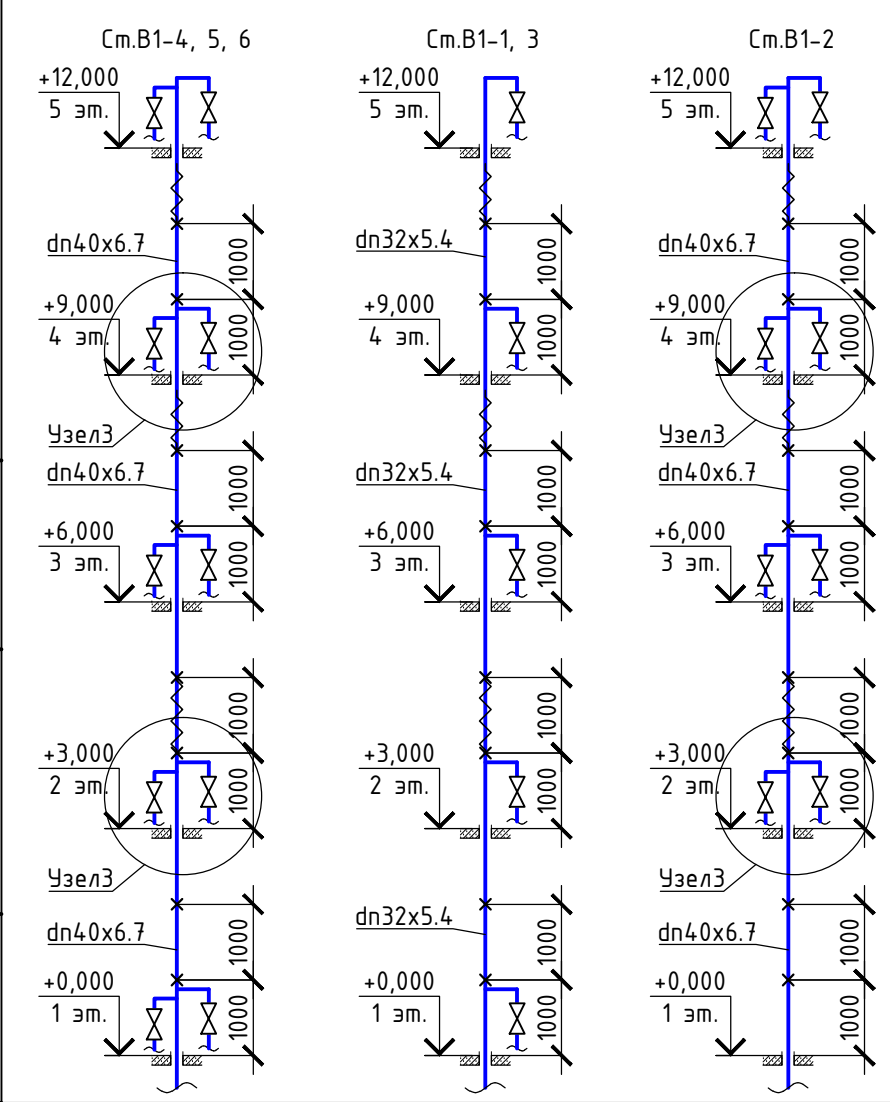 Ст.В1-4, 5, 6
+12,000
5 эт.
dn40x6.7
1000
+9,000
4 эт.
1000
Узел3
dn40x6.7
1000
+6,000
3 эт.
1000
1000
+3,000
2 эт.
1000
Узел3
dn40x6.7
1000
+0,000
1 эт.
1000
Ст.В1-1, 3
+12,000
5 эт.
dn32x5.4
1000
+9,000
4 эт.
1000
dn32x5.4
1000
+6,000
3 эт.
1000
1000
+3,000
2 эт.
1000
dn32x5.4
1000
+0,000
1 эт.
1000
Ст.В1-2
+12,000
5 эт.
dn40x6.7
1000
+9,000
4 эт.
1000
Узел3
dn40x6.7
1000
+6,000
3 эт.
1000
1000
+3,000
2 эт.
1000
Узел3
dn40x6.7
1000
+0,000
1 эт.
1000